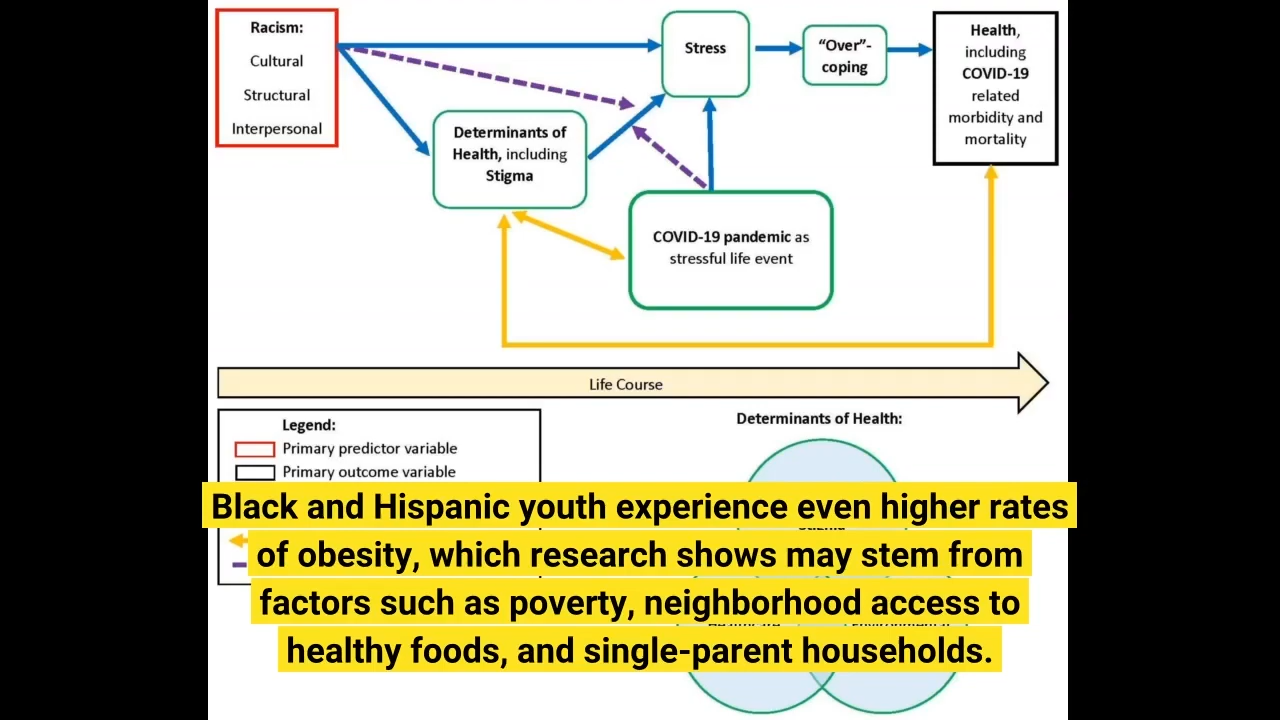 Racism:
Cultural
Structural
Interpersonal
Stress
“Over”-
coping
Health,
including
COVID-19
related
morbidity and
mortality
Determinants of
Health, including
Stigma
COVID-19 pandemic as
stressful life event
Life Course
Legend:
Primary predictor variable
Primary outcome variable
Determinants of Health:
Black and Hispanic youth experience even higher rates
of obesity, which research shows may stem from
factors such as poverty, neighborhood access to
healthy foods, and single-parent households.